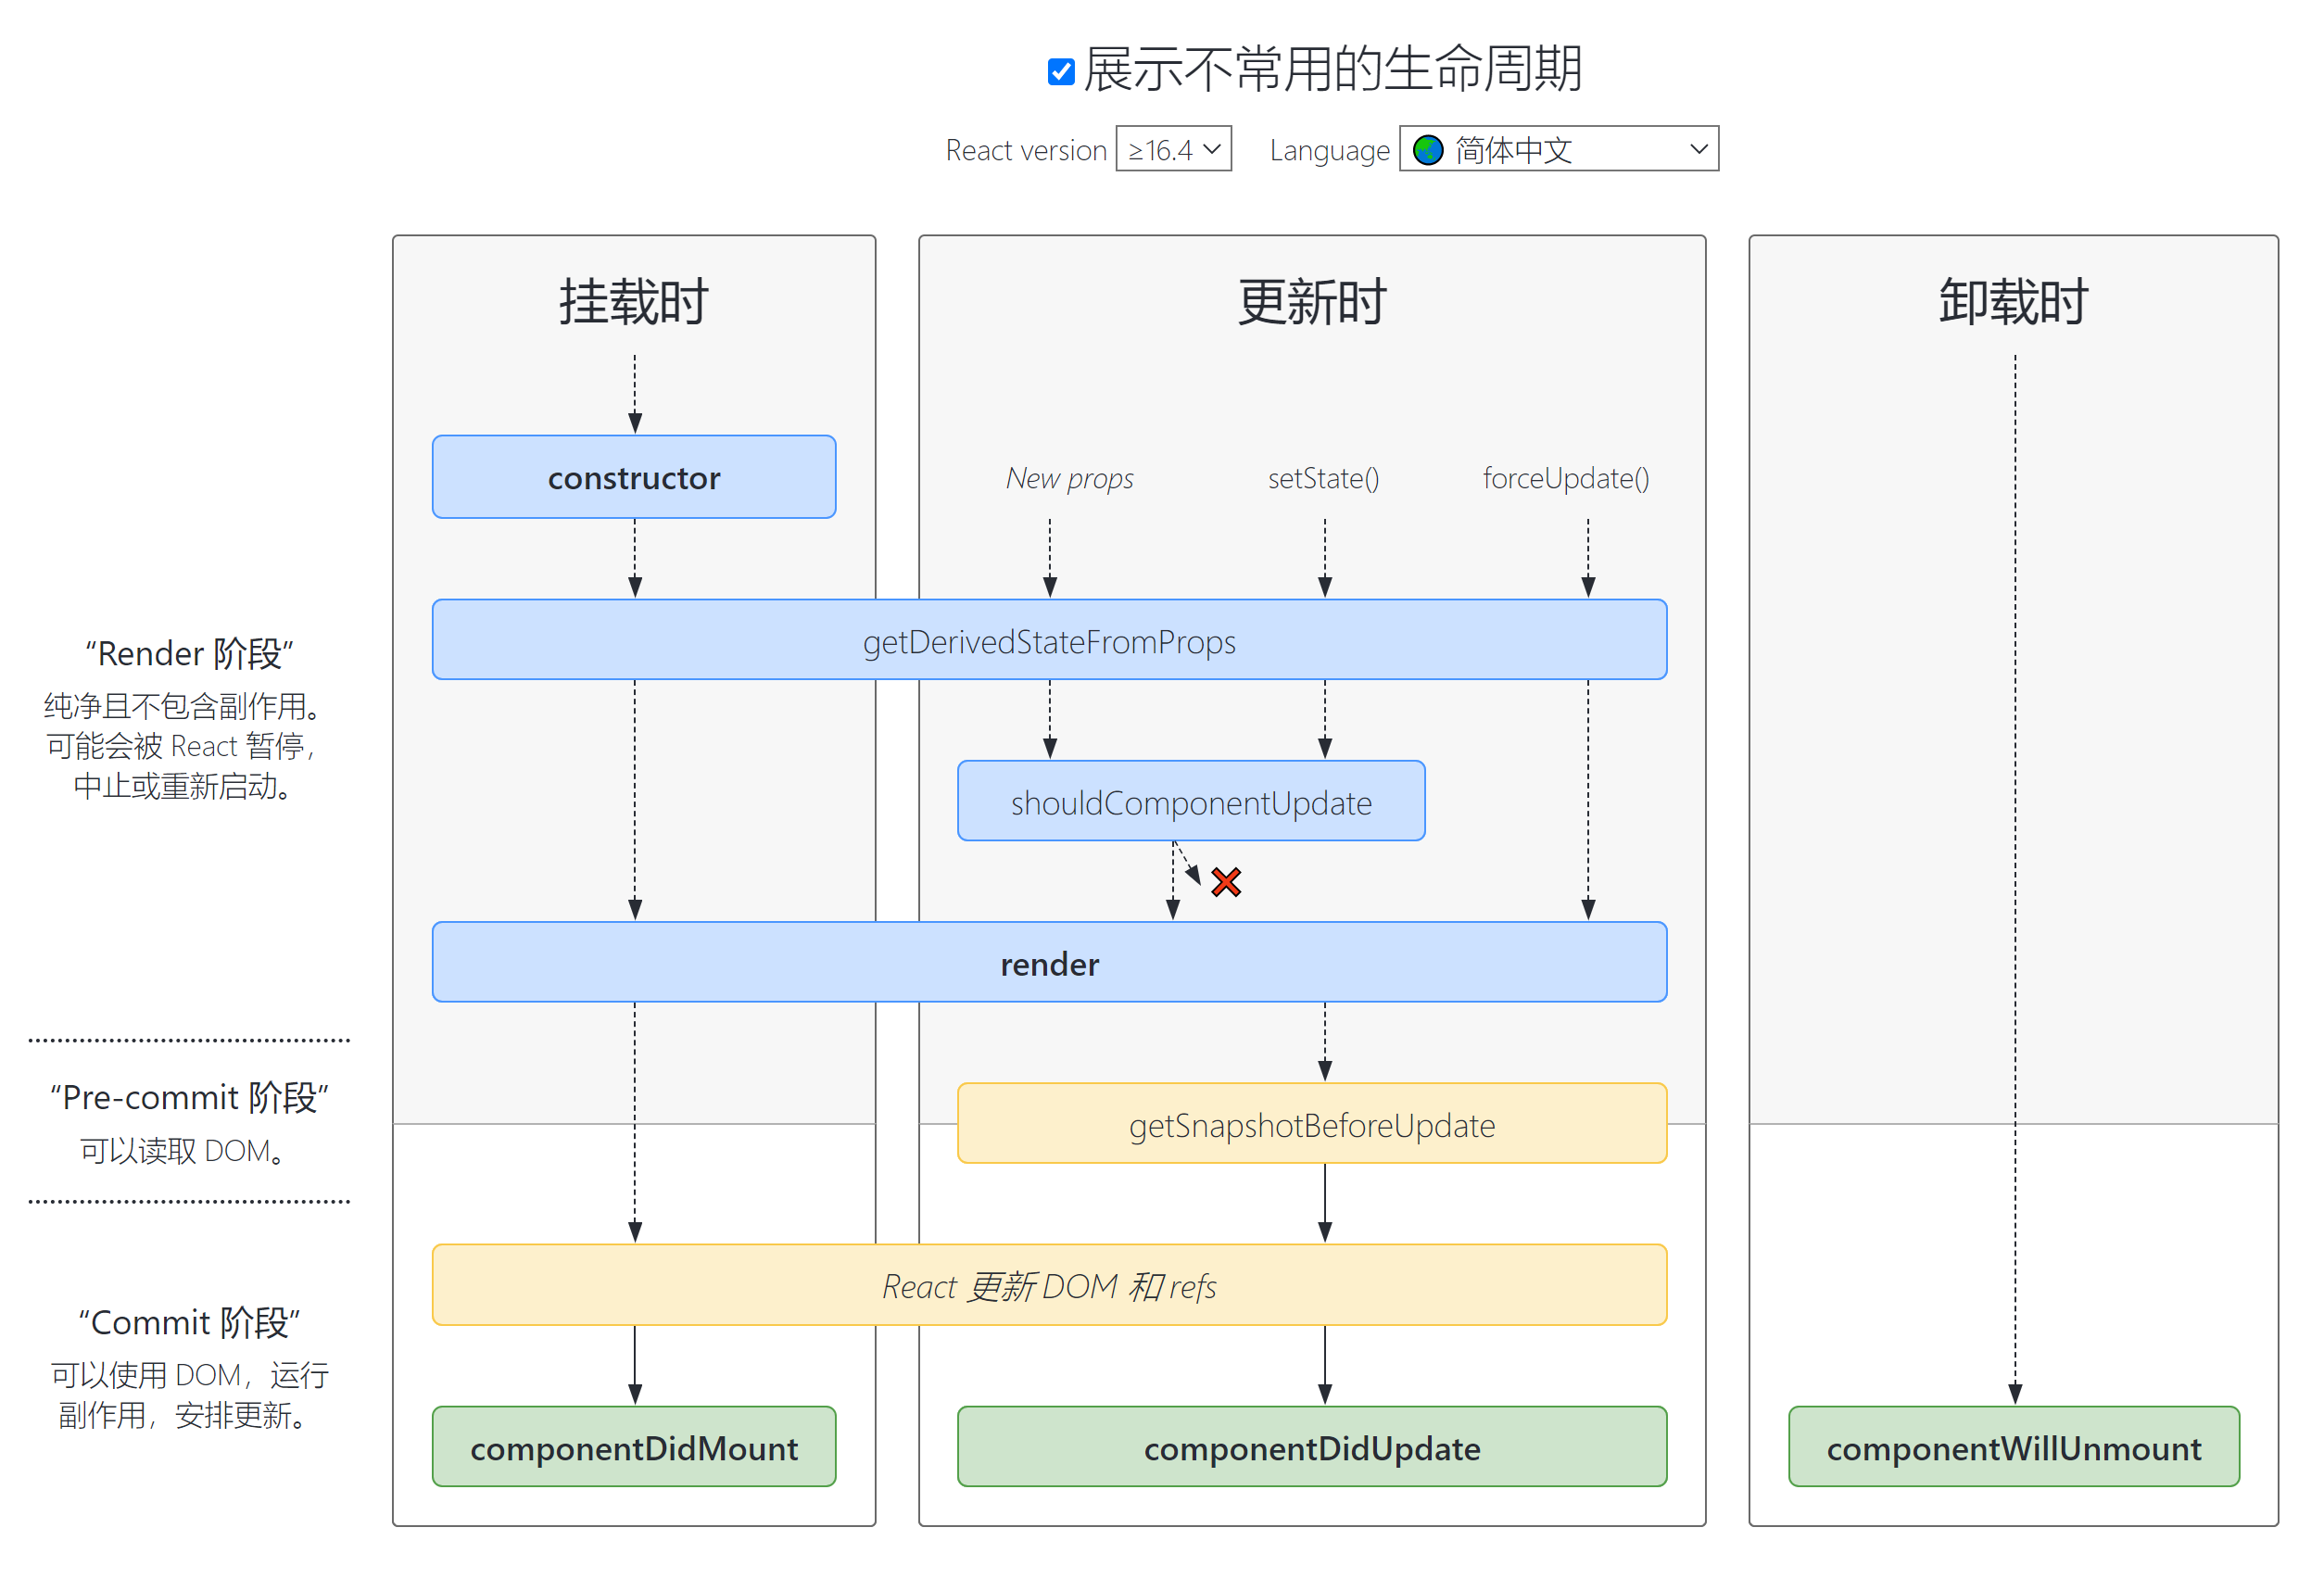 展示不常用的生命周期
React version ≥16.4 Language 简体中文
挂载时
更新时
卸载时
constructor
New props
setState()
forceUpdate()
getDerivedStateFromProps
“Render 阶段”
纯净且不包含副作用。
可能会被 React 暂停，
中止或重新启动。
shouldComponentUpdate
render
“Pre-commit 阶段”
可以读取 DOM。
getSnapshotBeforeUpdate
React 更新 DOM 和 refs
“Commit 阶段”
可以使用 DOM，运行
副作用，安排更新。
componentDidMount
componentDidUpdate
componentWillUnmount